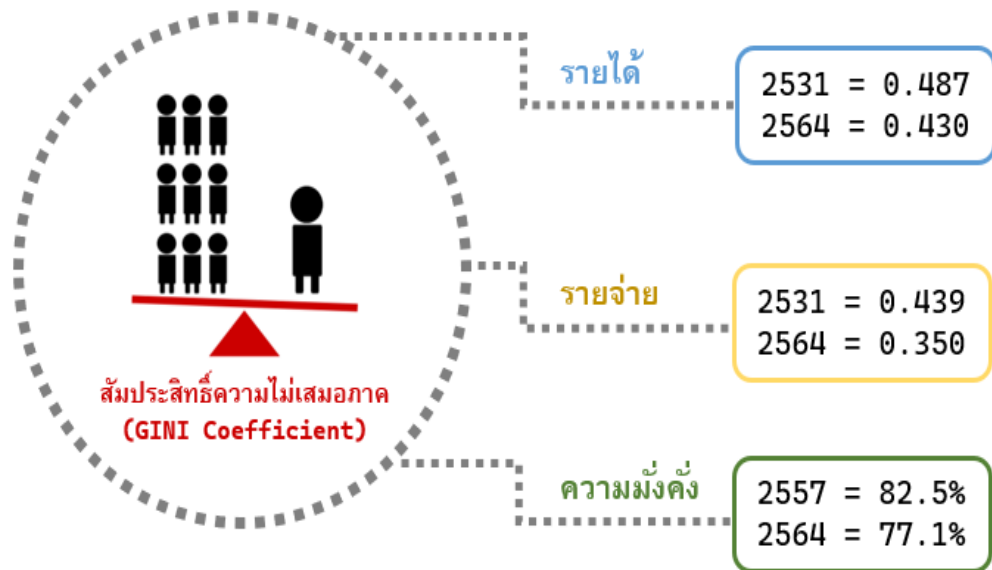 รายได้
2531 = 0.487
2564 = 0.430
รายจ่าย
2531 = 0.439
2564 = 0.350
สัมประสิทธิ์ความไม่เสมอภาค
(GINI Coefficient)
ความมั่งคั่ง
2557 = 82.5%
2564 = 77.1%